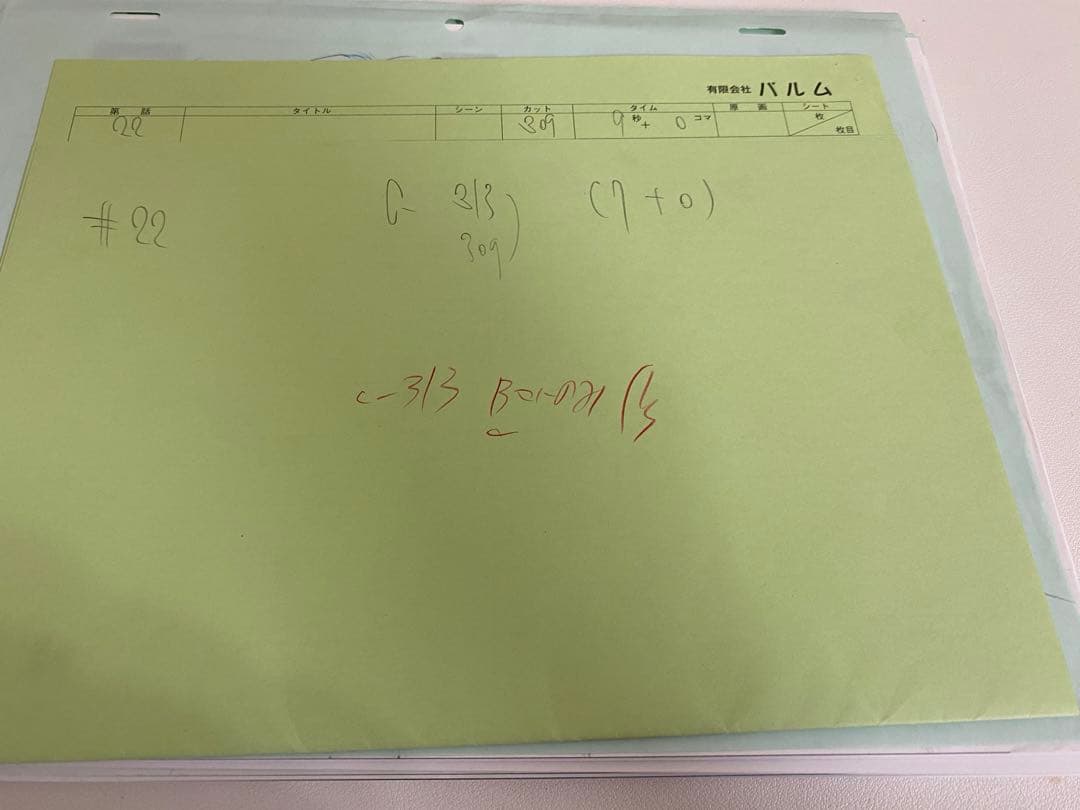 有限会社 パルム
第 話 タイトル シーン カット タイム 原画 シート
22 309 9 秒 + 0 コマ 枚
枚目
#22 C- 313 (7+0)
309
C-313